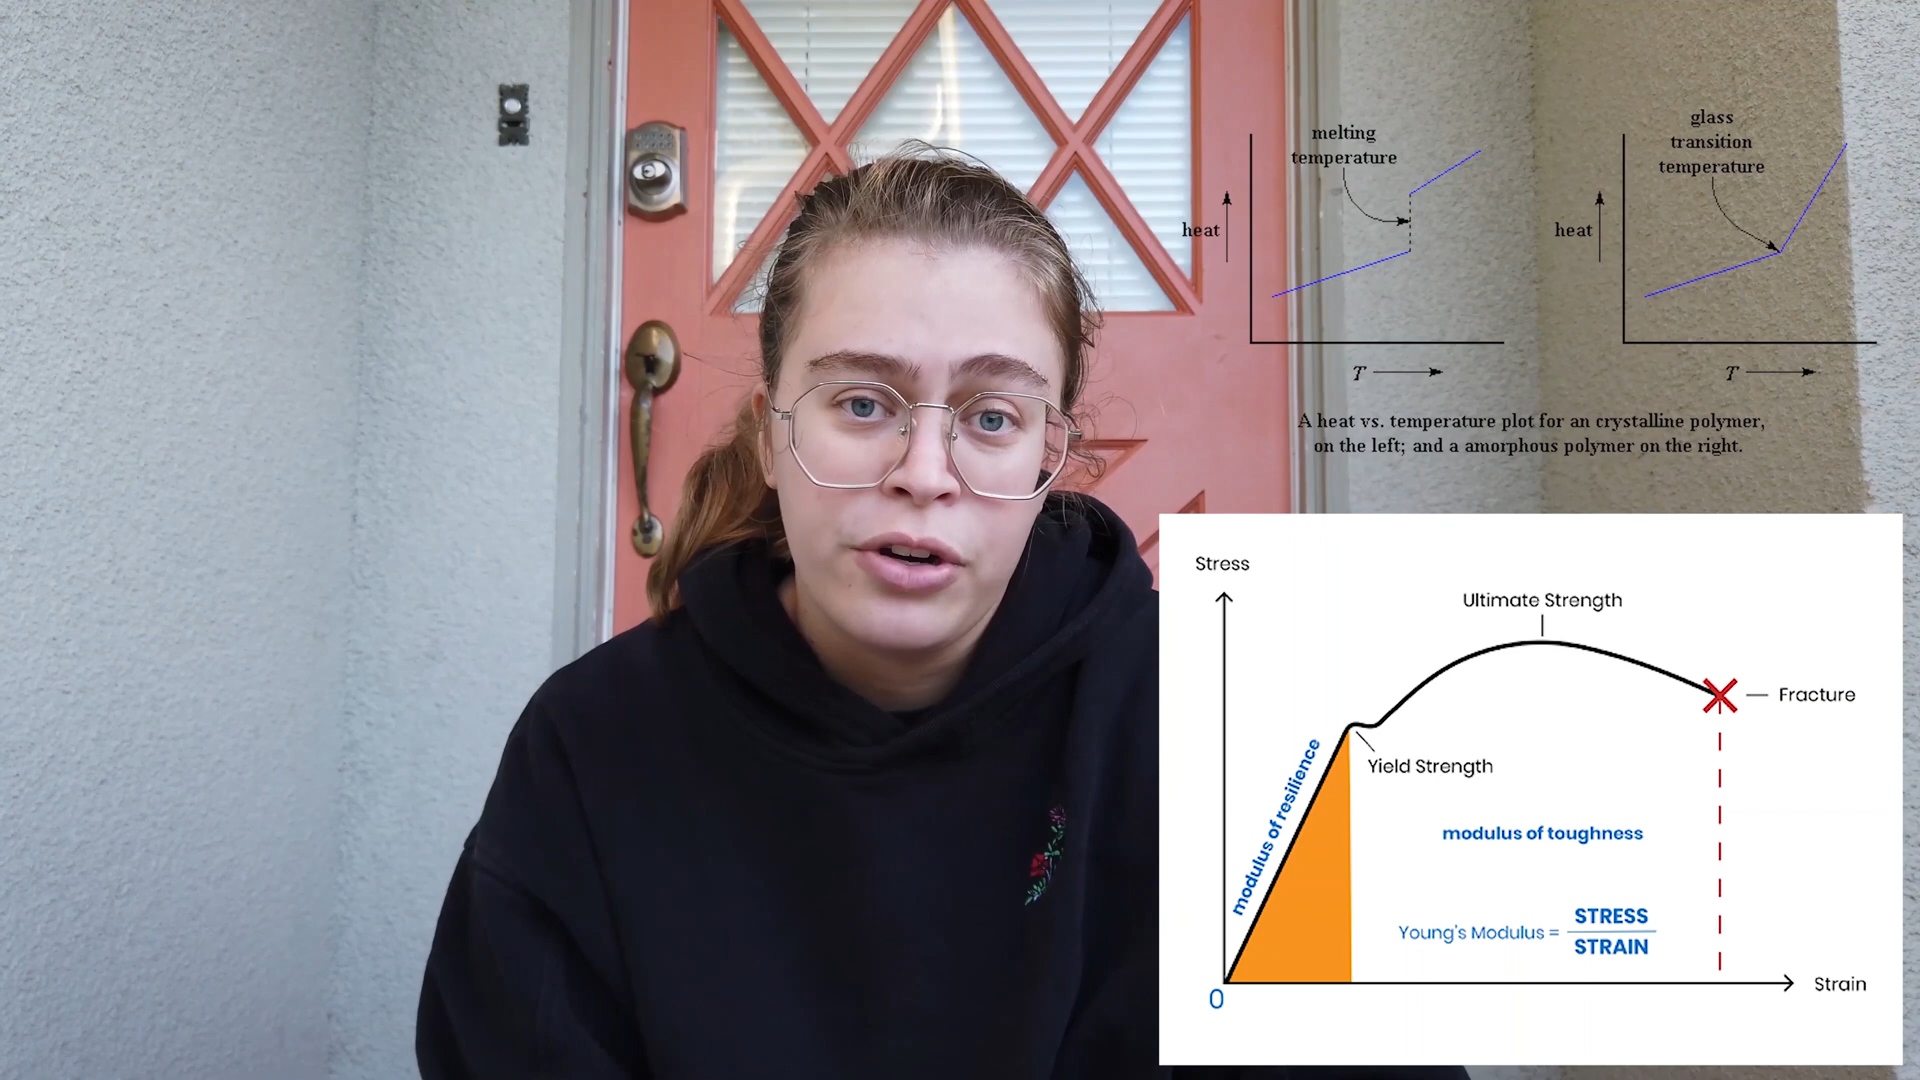 melting
temperature
heat
T
glass
transition
temperature
heat
T
A heat vs. temperature plot for an crystalline polymer,
on the left; and a amorphous polymer on the right.
Stress
Ultimate Strength
Fracture
Yield Strength
modulus of resilience
modulus of toughness
Young's Modulus = STRESS
STRAIN
0
Strain